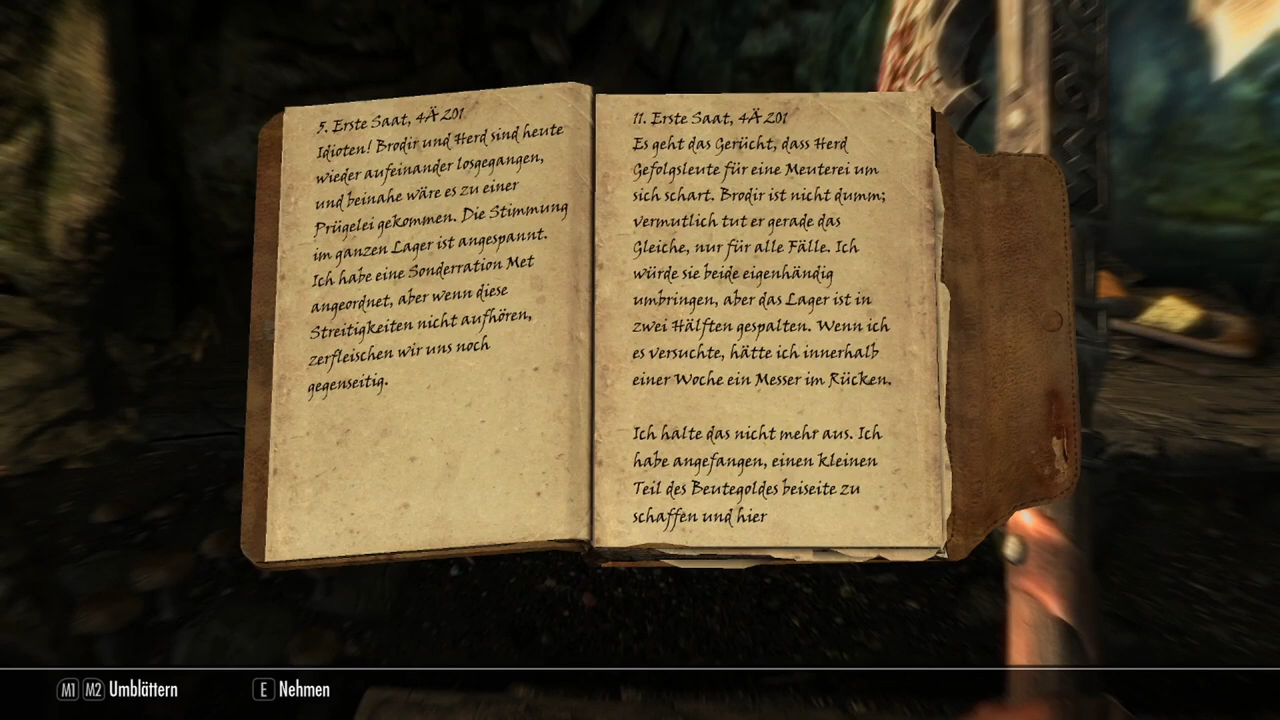 5. Erste Saat, 4Ä 201
Idioten! Brodir und Herd sind heute
wieder aufeinander losgegangen,
und beinahe wäre es zu einer
Prügelei gekommen. Die Stimmung
im ganzen Lager ist angespannt.
Ich habe eine Sonderration Met
angeordnet, aber wenn diese
Streitigkeiten nicht aufhören,
zerfleischen wir uns noch
gegenseitig.
11. Erste Saat, 4Ä 201
Es geht das Gerücht, dass Herd
Gefolgsleute für eine Meuterei um
sich schart. Brodir ist nicht dumm;
vermutlich tut er gerade das
Gleiche, nur für alle Fälle. Ich
würde sie beide eigenhändig
umbringen, aber das Lager ist in
zwei Hälften gespalten. Wenn ich
es versuchte, hätte ich innerhalb
einer Woche ein Messer im Rücken.
Ich halte das nicht mehr aus. Ich
habe angefangen, einen kleinen
Teil des Beutegoldes beiseite zu
schaffen und hier
M1 M2 Umblättern
E Nehmen